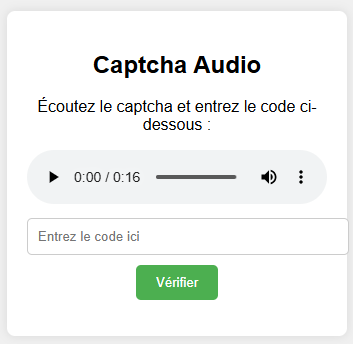 Captcha Audio
Écoutez le captcha et entrez le code ci-
dessous :
0:00 / 0:16
Entrez le code ici
Vérifier